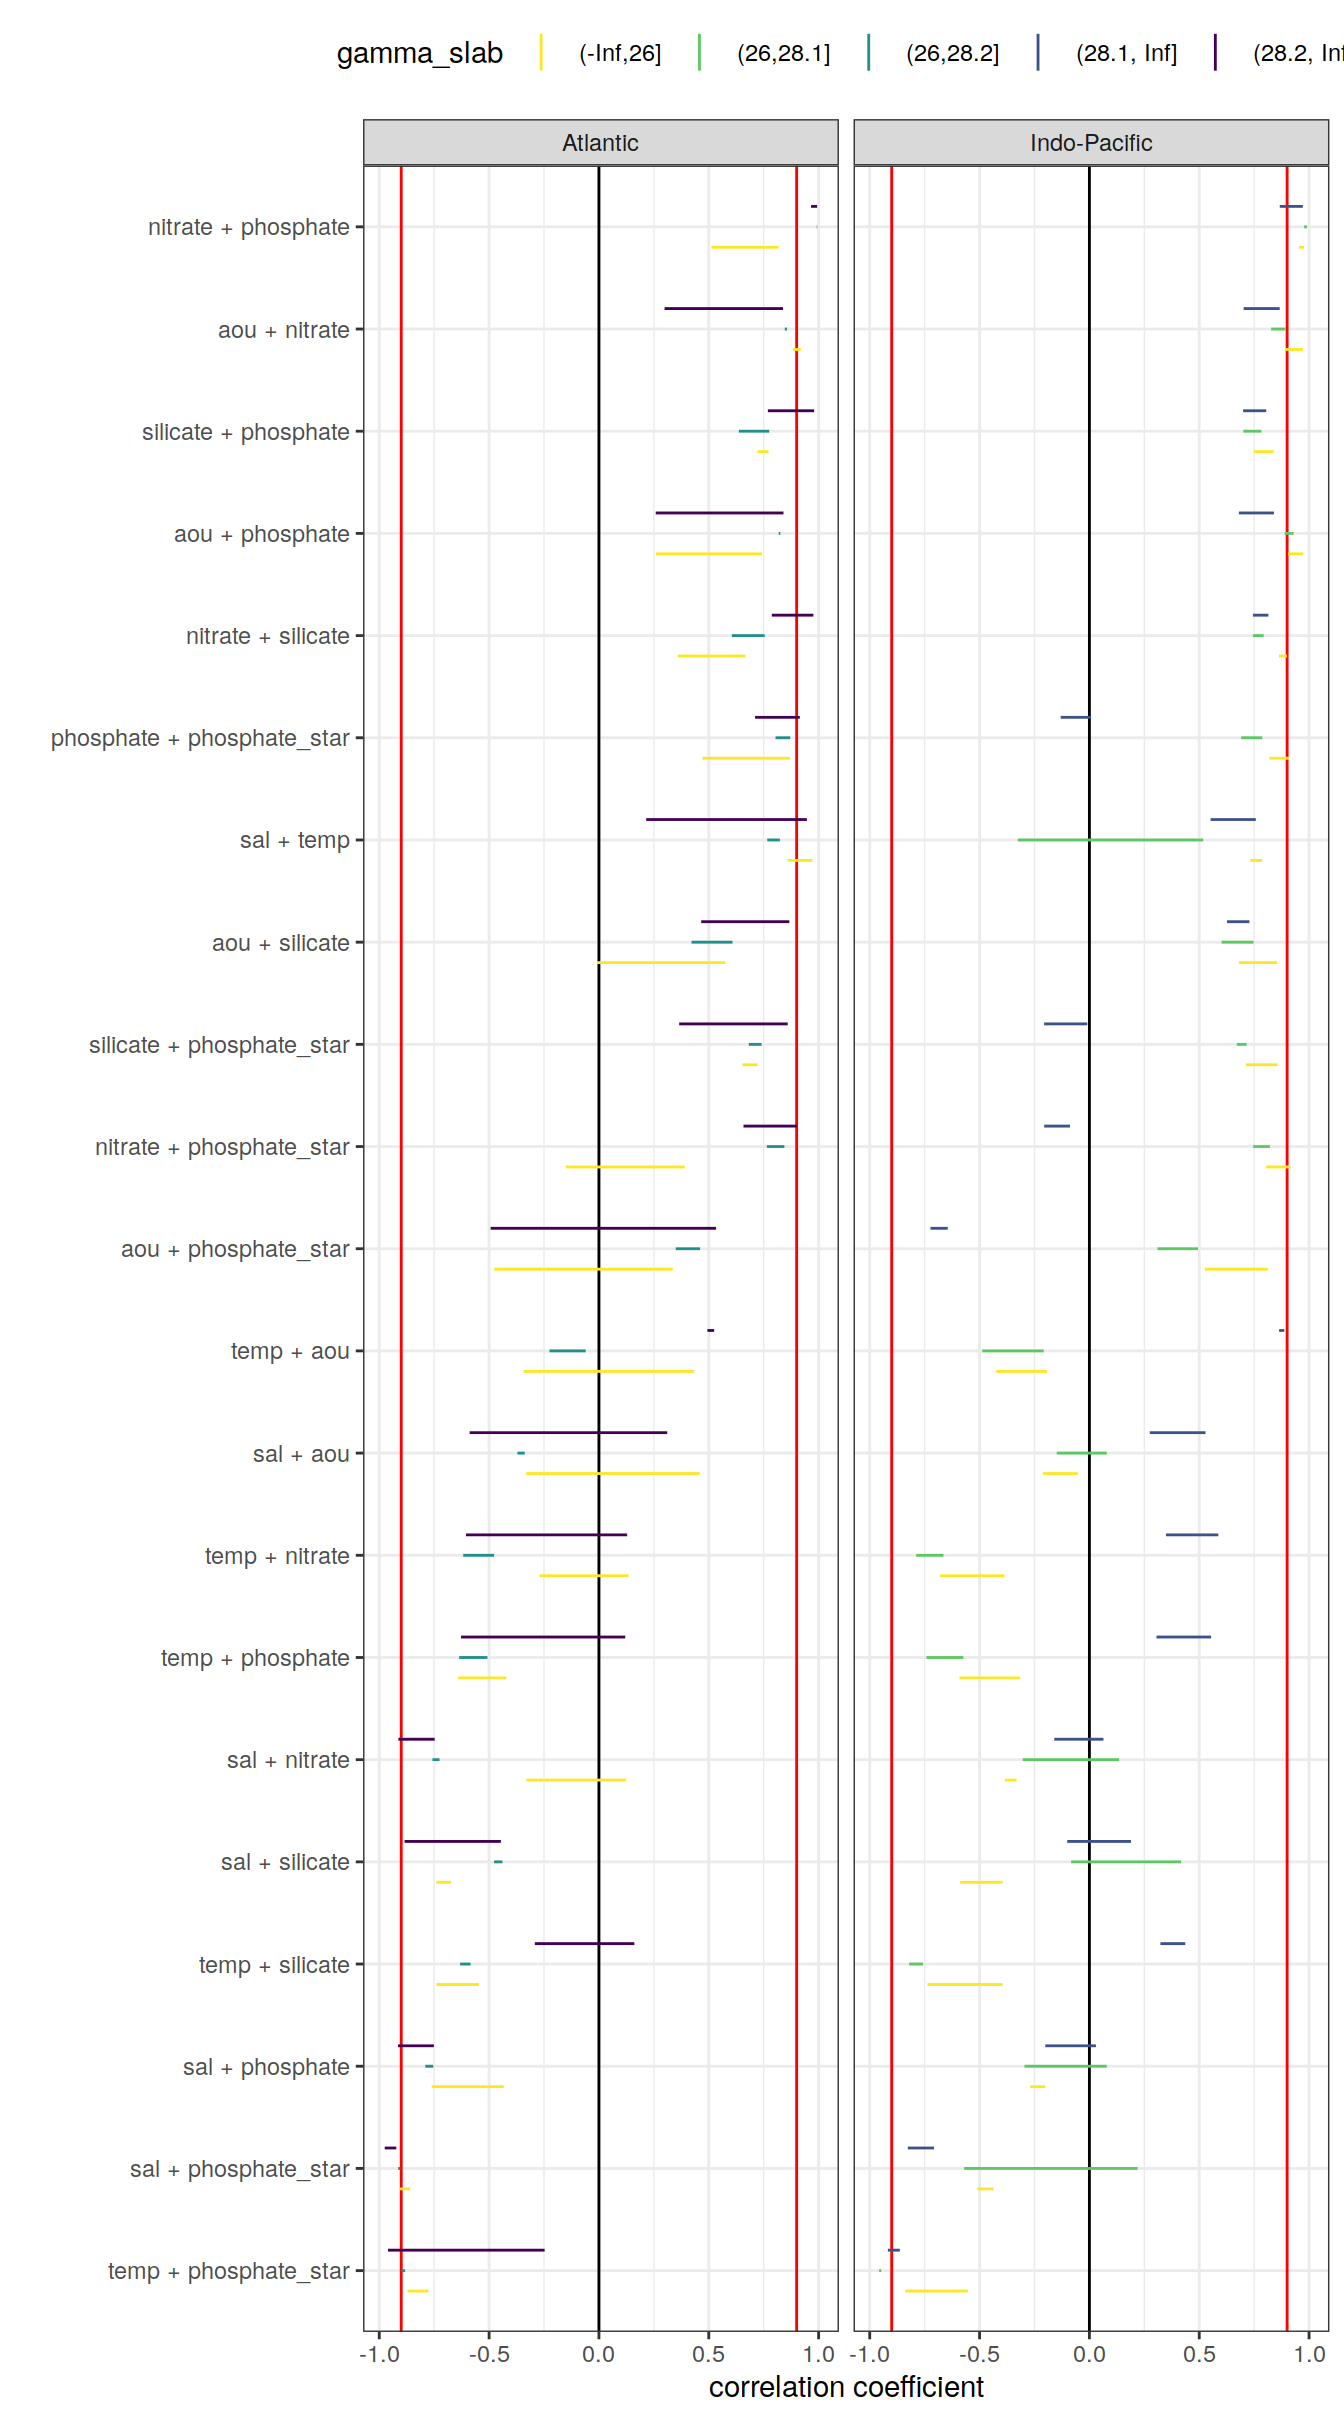 gamma_slab (-Inf,26] (26,28.1] (26,28.2] (28.1, Inf] (28.2, Inf
Atlantic Indo-Pacific
nitrate + phosphate
aou + nitrate
silicate + phosphate
aou + phosphate
nitrate + silicate
phosphate + phosphate_star
sal + temp
aou + silicate
silicate + phosphate_star
nitrate + phosphate_star
aou + phosphate_star
temp + aou
sal + aou
temp + nitrate
temp + phosphate
sal + nitrate
sal + silicate
temp + silicate
sal + phosphate
sal + phosphate_star
temp + phosphate_star
-1.0 -0.5 0.0 0.5 1.0 -1.0 -0.5 0.0 0.5 1.0
correlation coefficient